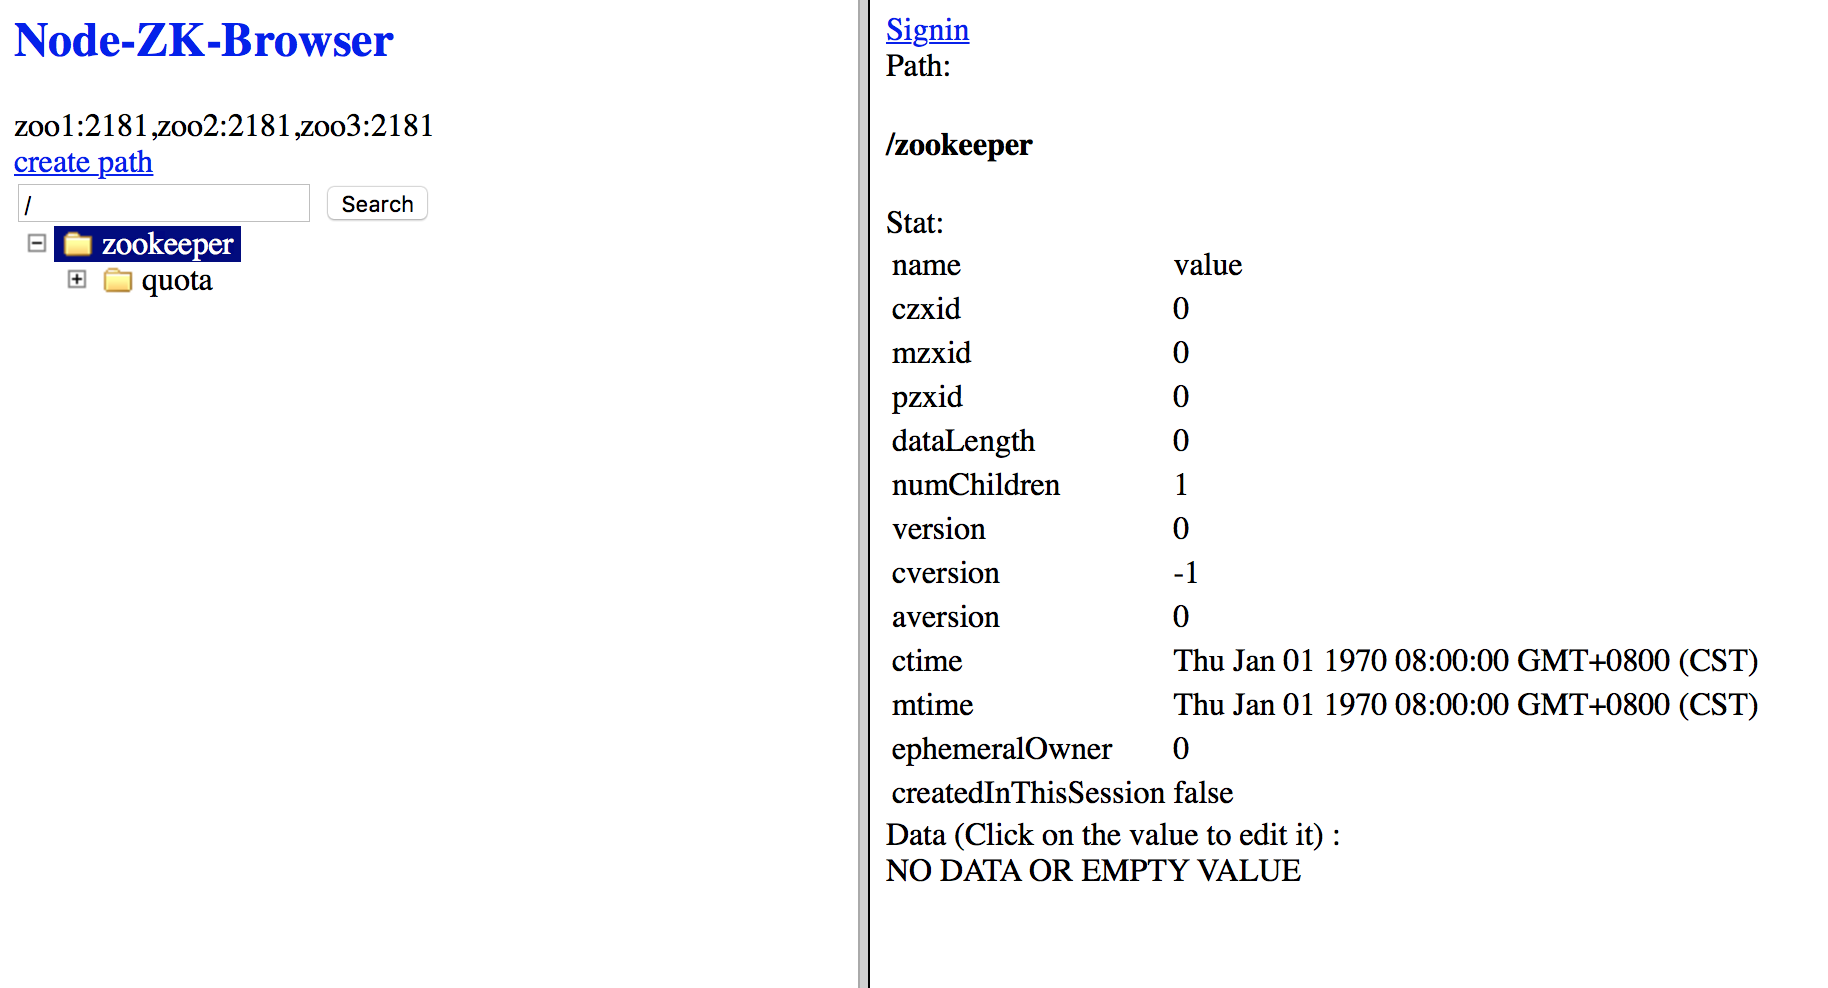 Node-ZK-Browser
zoo1:2181,zoo2:2181,zoo3:2181
create path
/
Search
zookeeper
quota
Signin
Path:
/zookeeper
Stat:
name value
czxid 0
mzxid 0
pzxid 0
dataLength 0
numChildren 1
version 0
cversion -1
aversion 0
ctime Thu Jan 01 1970 08:00:00 GMT+0800 (CST)
mtime Thu Jan 01 1970 08:00:00 GMT+0800 (CST)
ephemeralOwner 0
createdInThisSession false
Data (Click on the value to edit it) :
NO DATA OR EMPTY VALUE